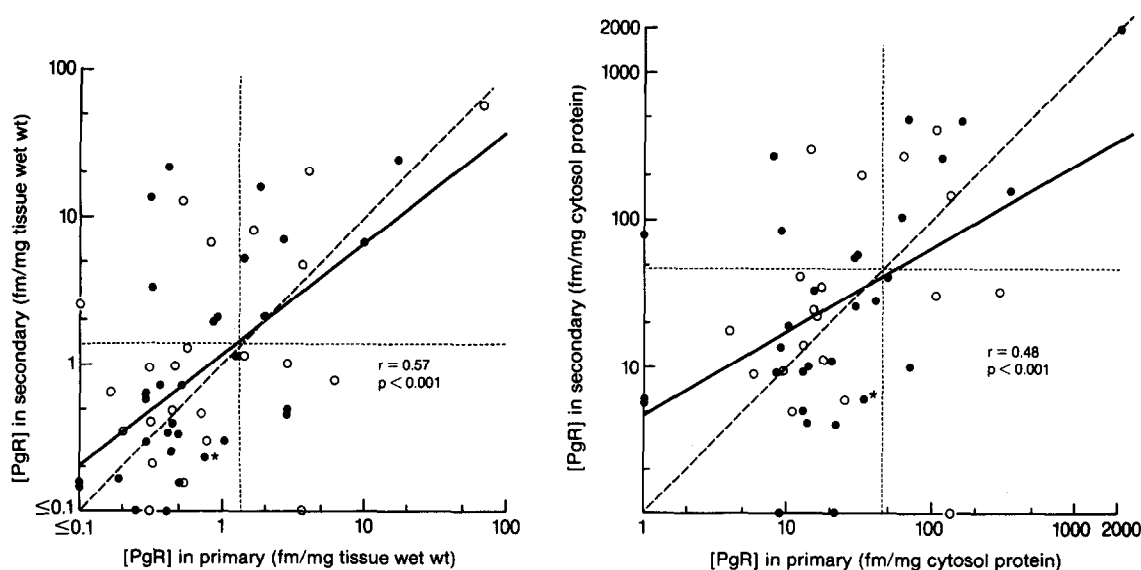 [PgR] in secondary (fm/mg tissue wet wt)
100
10
1
≤0.1
≤0.1
1
10
100
r = 0.57
p < 0.001
*
[PgR] in primary (fm/mg tissue wet wt)
[PgR] in secondary (fm/mg cytosol protein)
2000
1000
100
10
1
10
100
1000 2000
r = 0.48
p < 0.001
*
[PgR] in primary (fm/mg cytosol protein)